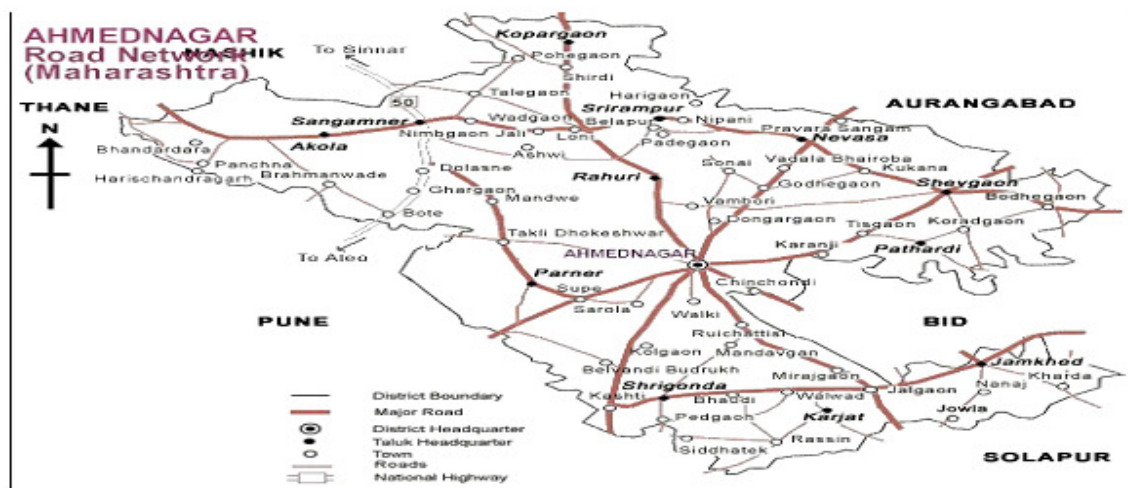 AHMEDNAGAR
Road Network
(Maharashtra)
NASHIK
To Sinnar
Kopargaon
Pohegaon
Shirdi
THANE
N
50
Talegaon
Harigaon
AURANGABAD
Sangamner
Wadgaon
Srirampur
Nipani
Akola
Nimbgaon Jali
Loni
Belapur
Padegaon
Pravara Sangam
Nevasa
Bhandardara
Ashwi
Panchna
Dolasne
Sonai
Vadala Bhairoba
Kukana
Harischandragarh
Brahmanwade
Ghargaon
Rahuri
Godhegaon
Shevgaon
Mandwe
Vambori
Bodhegaon
Bote
Dongargaon
Tisgaon
Koradgaon
Takli Dhokeshwar
Karanji
Pathardi
AHMEDNAGAR
Parner
Chinchondi
Supe
Sarola
Walki
PUNE
BID
Ruichattisi
Kolgaon
Mandavgan
Belvandi Budrukh
Mirajgaon
Jamkhed
Kharda
Shrigonda
Nanaj
Kashti
Bhaudi
Walwad
Jalgaon
Pedgaon
Karjat
Jowla
Rassin
Siddhatek
SOLAPUR
District Boundary
Major Road
District Headquarter
Taluk Headquarter
Town
Roads
National Highway